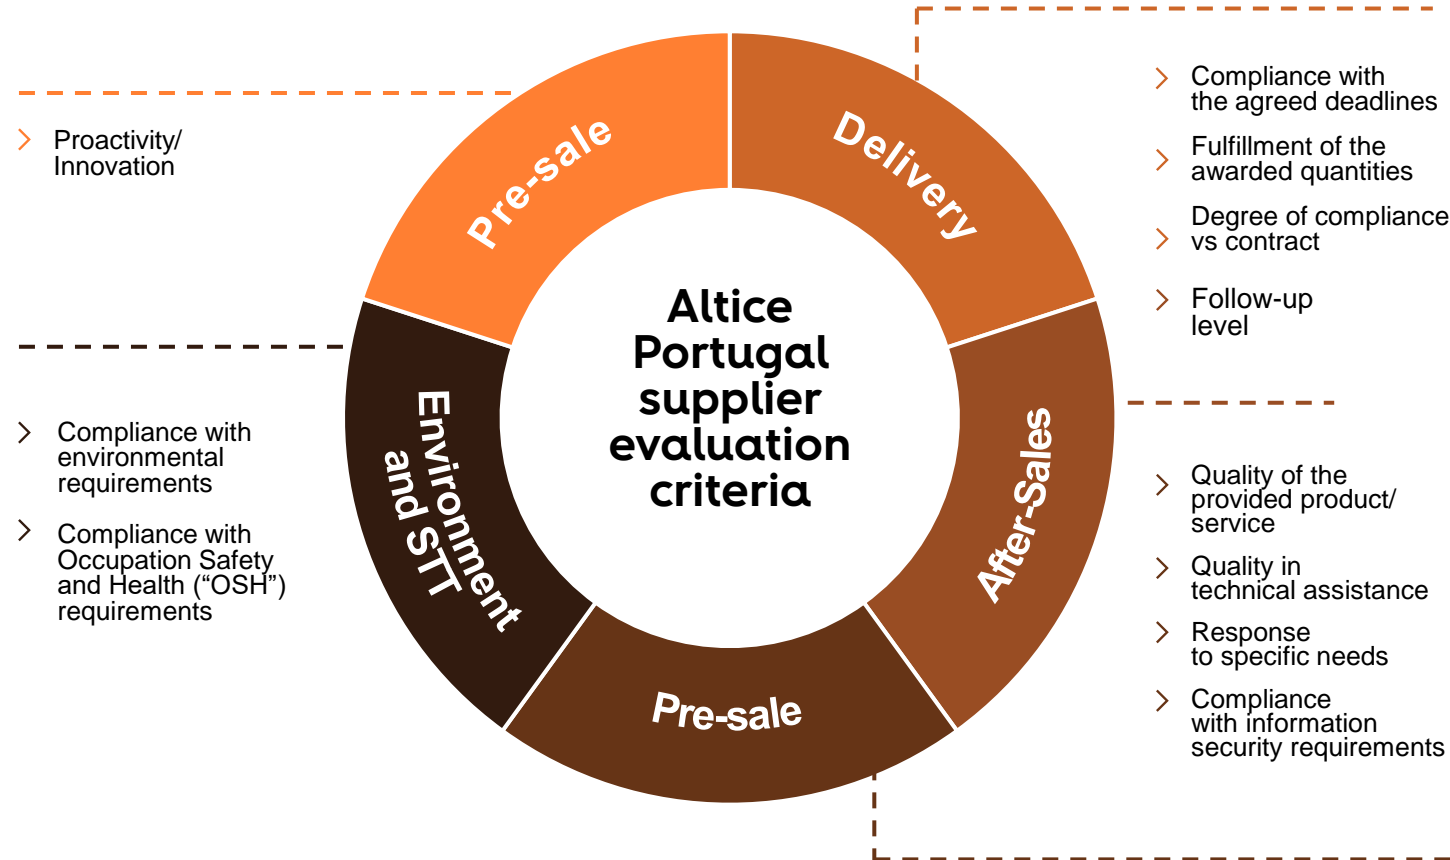 Pre-sale
Proactivity/
Innovation
Delivery
Compliance with
the agreed deadlines
Fulfillment of the
awarded quantities
Degree of compliance
vs contract
Follow-up
level
Altice
Portugal
supplier
evaluation
criteria
Environment
and STT
Compliance with
environmental
requirements
Compliance with
Occupation Safety
and Health (“OSH”)
requirements
After-Sales
Quality of the
provided product/
service
Quality in
technical assistance
Response
to specific needs
Compliance
with information
security requirements
Pre-sale